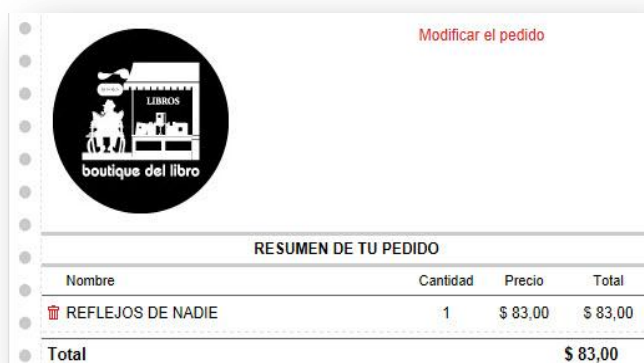 Modificar el pedido
LIBROS
boutique del libro
RESUMEN DE TU PEDIDO
Nombre Cantidad Precio Total
REFLEJOS DE NADIE 1 $ 83,00 $ 83,00
Total $ 83,00